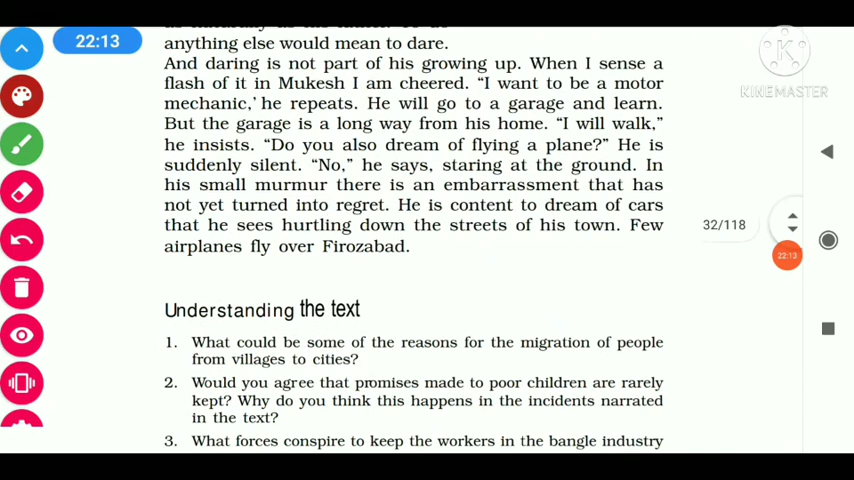 22:13
anything else would mean to dare.
And daring is not part of his growing up. When I sense a
flash of it in Mukesh I am cheered. “I want to be a motor
mechanic,’ he repeats. He will go to a garage and learn.
But the garage is a long way from his home. “I will walk,”
he insists. “Do you also dream of flying a plane?” He is
suddenly silent. “No,” he says, staring at the ground. In
his small murmur there is an embarrassment that has
not yet turned into regret. He is content to dream of cars
that he sees hurtling down the streets of his town. Few
airplanes fly over Firozabad.
K
KINEMASTER
32/118
22:13
Understanding the text
1. What could be some of the reasons for the migration of people
from villages to cities?
2. Would you agree that promises made to poor children are rarely
kept? Why do you think this happens in the incidents narrated
in the text?
3. What forces conspire to keep the workers in the bangle industry